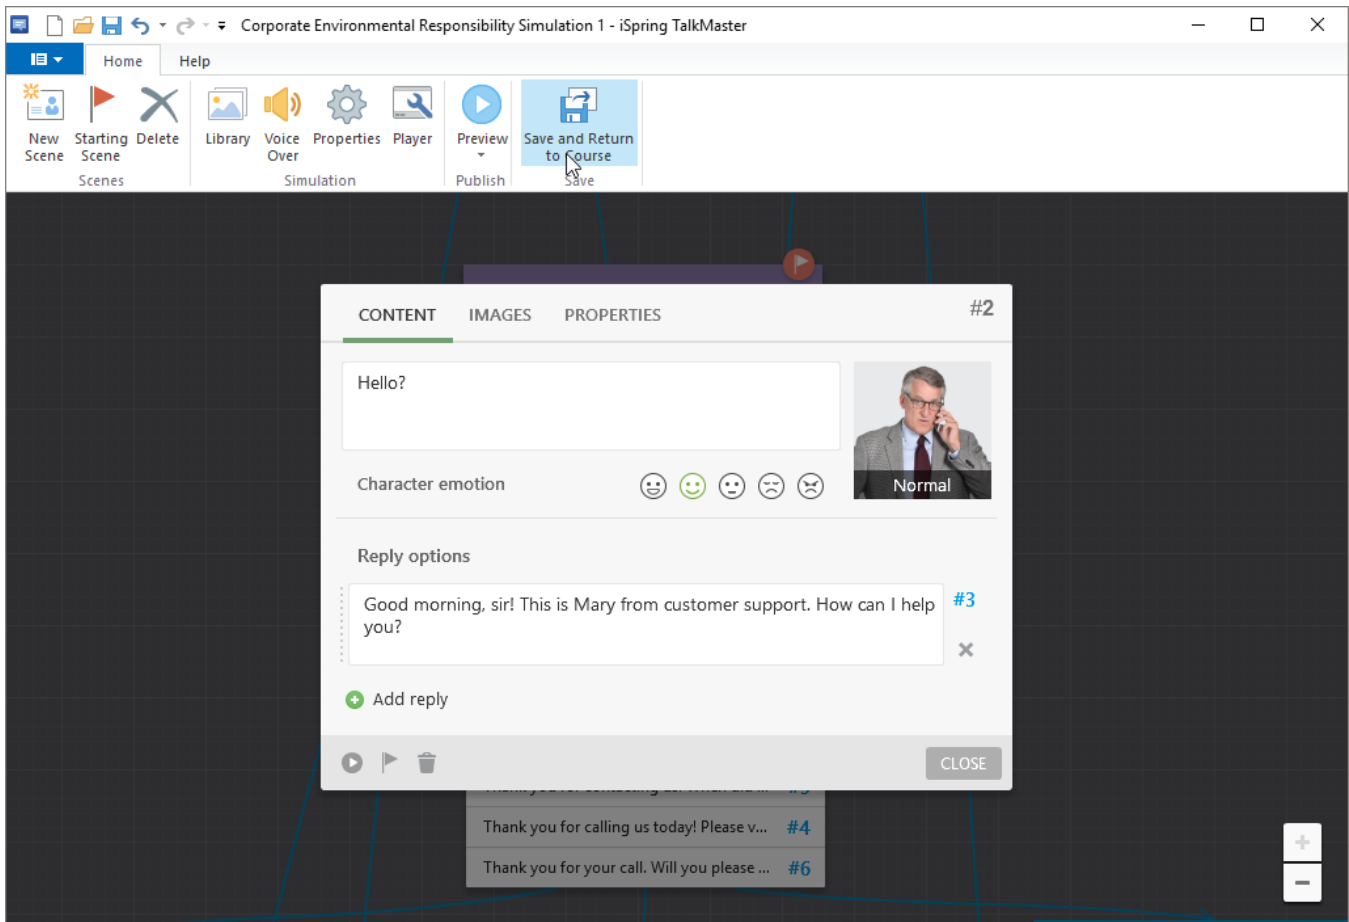 Corporate Environmental Responsibility Simulation 1 - iSpring TalkMaster
Home Help
New Scene
Starting Scene
Delete
Library
Voice Over
Properties
Player
Preview
Save and Return to Course
Scenes
Simulation
Publish
Save
CONTENT IMAGES PROPERTIES #2
Hello?
Normal
Character emotion
Reply options
Good morning, sir! This is Mary from customer support. How can I help
you?
#3
Add reply
CLOSE
Thank you for calling us today! Please v... #4
Thank you for your call. Will you please ... #6